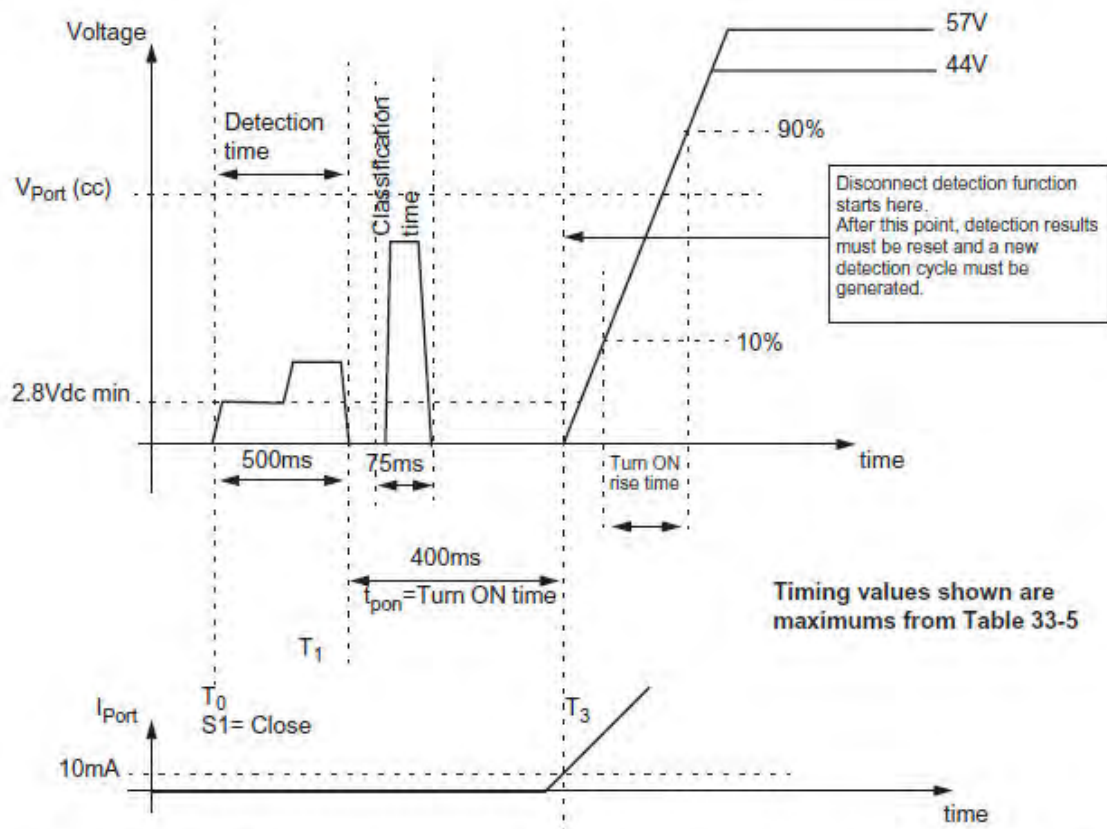 Voltage
57V
44V
Detection
time
Classification
time
90%
VPort (cc)
Disconnect detection function
starts here.
After this point, detection results
must be reset and a new
detection cycle must be
generated.
10%
2.8Vdc min
time
500ms
75ms
Turn ON
rise time
400ms
tpon=Turn ON time
Timing values shown are
maximums from Table 33-5
T1
T0
S1= Close
IPort
T3
10mA
time